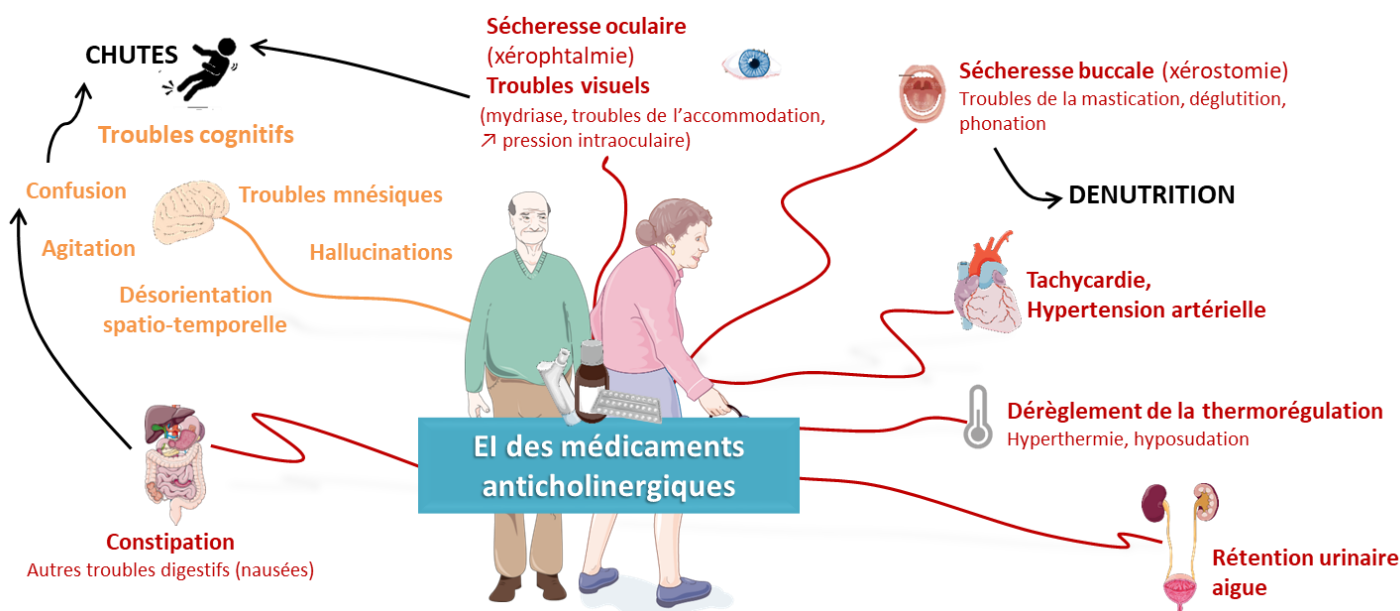 CHUTES
Troubles cognitifs
Confusion
Troubles mnésiques
Agitation
Hallucinations
Désorientation
spatio-temporelle
Sécheresse oculaire
(xérophtalmie)
Troubles visuels
(mydriase, troubles de l’accommodation,
↗ pression intraoculaire)
Sécheresse buccale (xérostomie)
Troubles de la mastication, déglutition,
phonation
DENUTRITION
Tachycardie,
Hypertension artérielle
Dérèglement de la thermorégulation
Hyperthermie, hyposudation
EI des médicaments
anticholinergiques
Constipation
Autres troubles digestifs (nausées)
Rétention urinaire
aigue